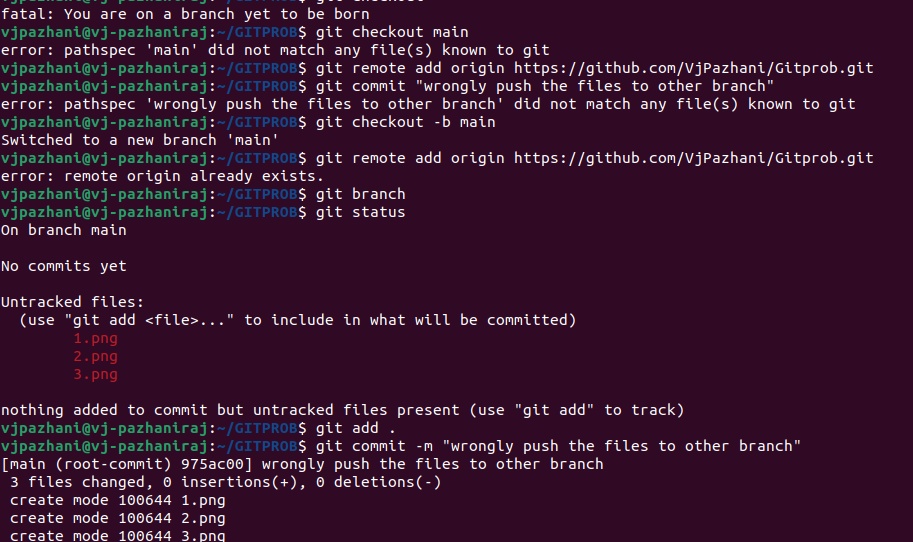 fatal: You are on a branch yet to be born
vjpazhani@vj-pazhaniraj:~/GITPROB$ git checkout main
error: pathspec 'main' did not match any file(s) known to git
vjpazhani@vj-pazhaniraj:~/GITPROB$ git remote add origin https://github.com/VjPazhani/Gitprob.git
vjpazhani@vj-pazhaniraj:~/GITPROB$ git commit "wrongly push the files to other branch"
error: pathspec 'wrongly push the files to other branch' did not match any file(s) known to git
vjpazhani@vj-pazhaniraj:~/GITPROB$ git checkout -b main
Switched to a new branch 'main'
vjpazhani@vj-pazhaniraj:~/GITPROB$ git remote add origin https://github.com/VjPazhani/Gitprob.git
error: remote origin already exists.
vjpazhani@vj-pazhaniraj:~/GITPROB$ git branch
vjpazhani@vj-pazhaniraj:~/GITPROB$ git status
On branch main
No commits yet
Untracked files:
(use "git add <file>..." to include in what will be committed)
1.png
2.png
3.png
nothing added to commit but untracked files present (use "git add" to track)
vjpazhani@vj-pazhaniraj:~/GITPROB$ git add .
vjpazhani@vj-pazhaniraj:~/GITPROB$ git commit -m "wrongly push the files to other branch"
[main (root-commit) 975ac00] wrongly push the files to other branch
3 files changed, 0 insertions(+), 0 deletions(-)
create mode 100644 1.png
create mode 100644 2.png
create mode 100644 3.png